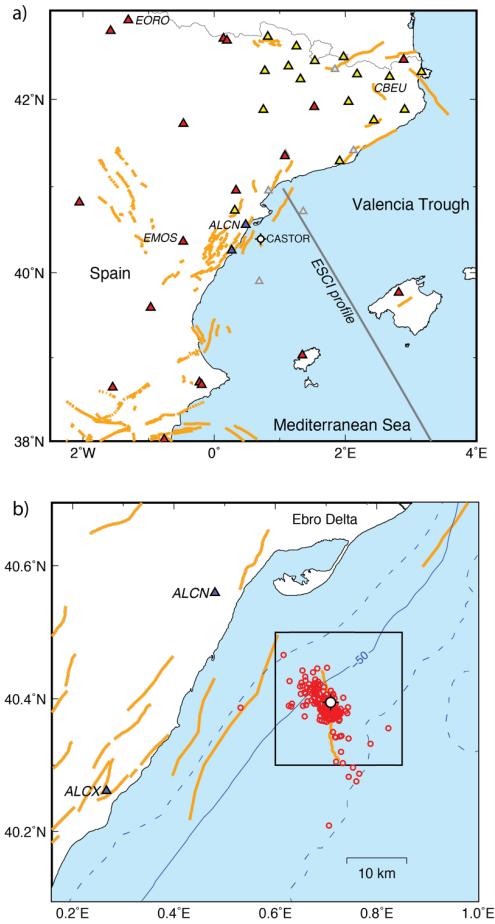 a)
EORO
42°N
CBEU
Valencia Trough
ALCN
EMOS
CASTOR
40°N
Spain
ESCI profile
Mediterranean Sea
38°N
2°W
0°
2°E
4°E
b)
Ebro Delta
40.6°N
ALCN
-50
40.4°N
ALCX
40.2°N
10 km
0.2°E
0.4°E
0.6°E
0.8°E
1.0°E